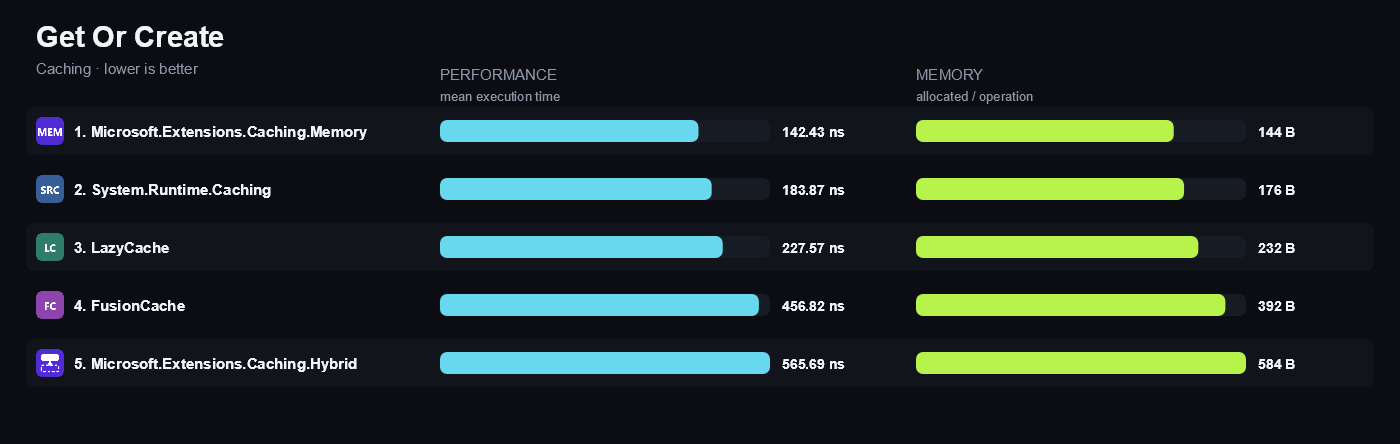 Get Or Create
Caching · lower is better
PERFORMANCE
mean execution time
MEMORY
allocated / operation
MEM 1. Microsoft.Extensions.Caching.Memory 142.43 ns 144 B
SRC 2. System.Runtime.Caching 183.87 ns 176 B
LC 3. LazyCache 227.57 ns 232 B
FC 4. FusionCache 456.82 ns 392 B
5. Microsoft.Extensions.Caching.Hybrid 565.69 ns 584 B